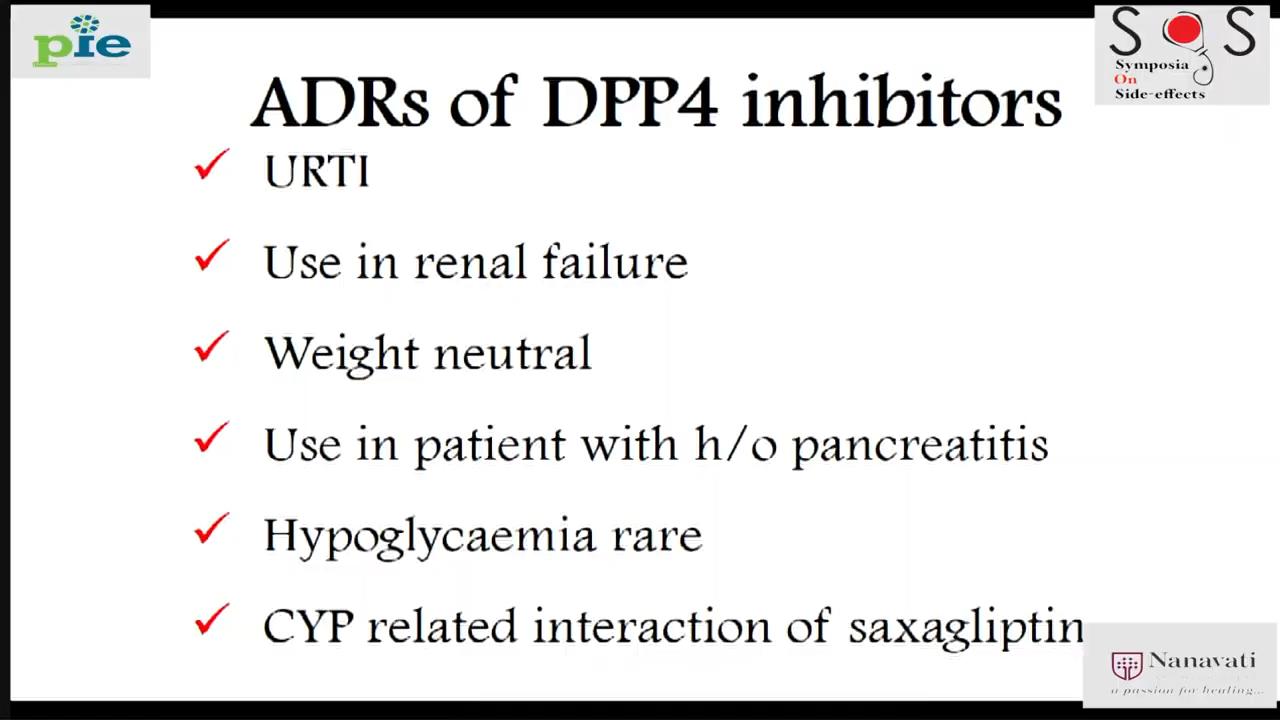 pie
S S
Symposia
On
Side-effects
ADRs of DPP4 inhibitors
URTI
Use in renal failure
Weight neutral
Use in patient with h/o pancreatitis
Hypoglycaemia rare
CYP related interaction of saxagliptin
Nanavati
a passion for healing...